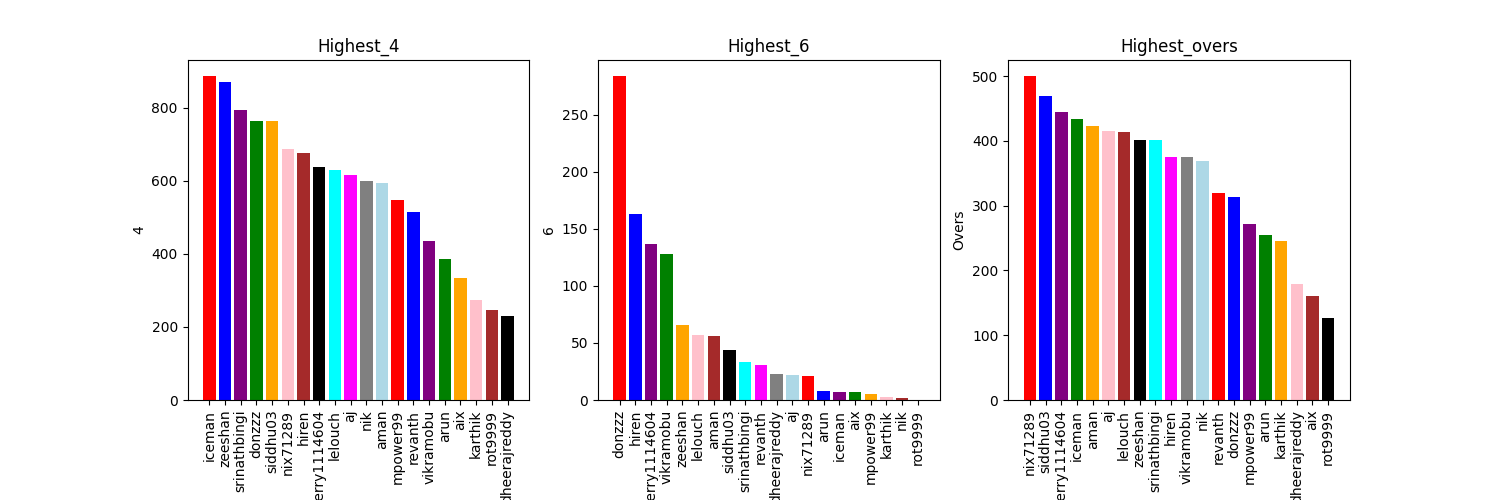 Highest_4
4
800
600
400
200
0
iceman
zeeshan
srinathbingi
donzzz
siddhu03
nix71289
hiren
erry1114604
lelouch
aj
nik
aman
mpower99
revanth
vikramobu
arun
aix
karthik
rot9999
dheerajreddy
Highest_6
6
250
200
150
100
50
0
donzzz
hiren
erry1114604
vikramobu
zeeshan
lelouch
aman
siddhu03
srinathbingi
revanth
dheerajreddy
aj
nix71289
arun
iceman
aix
mpower99
karthik
nik
rot9999
Highest_overs
Overs
500
400
300
200
100
0
nix71289
siddhu03
erry1114604
iceman
aman
aj
lelouch
zeeshan
srinathbingi
hiren
vikramobu
nik
revanth
donzzz
mpower99
arun
karthik
dheerajreddy
aix
rot9999